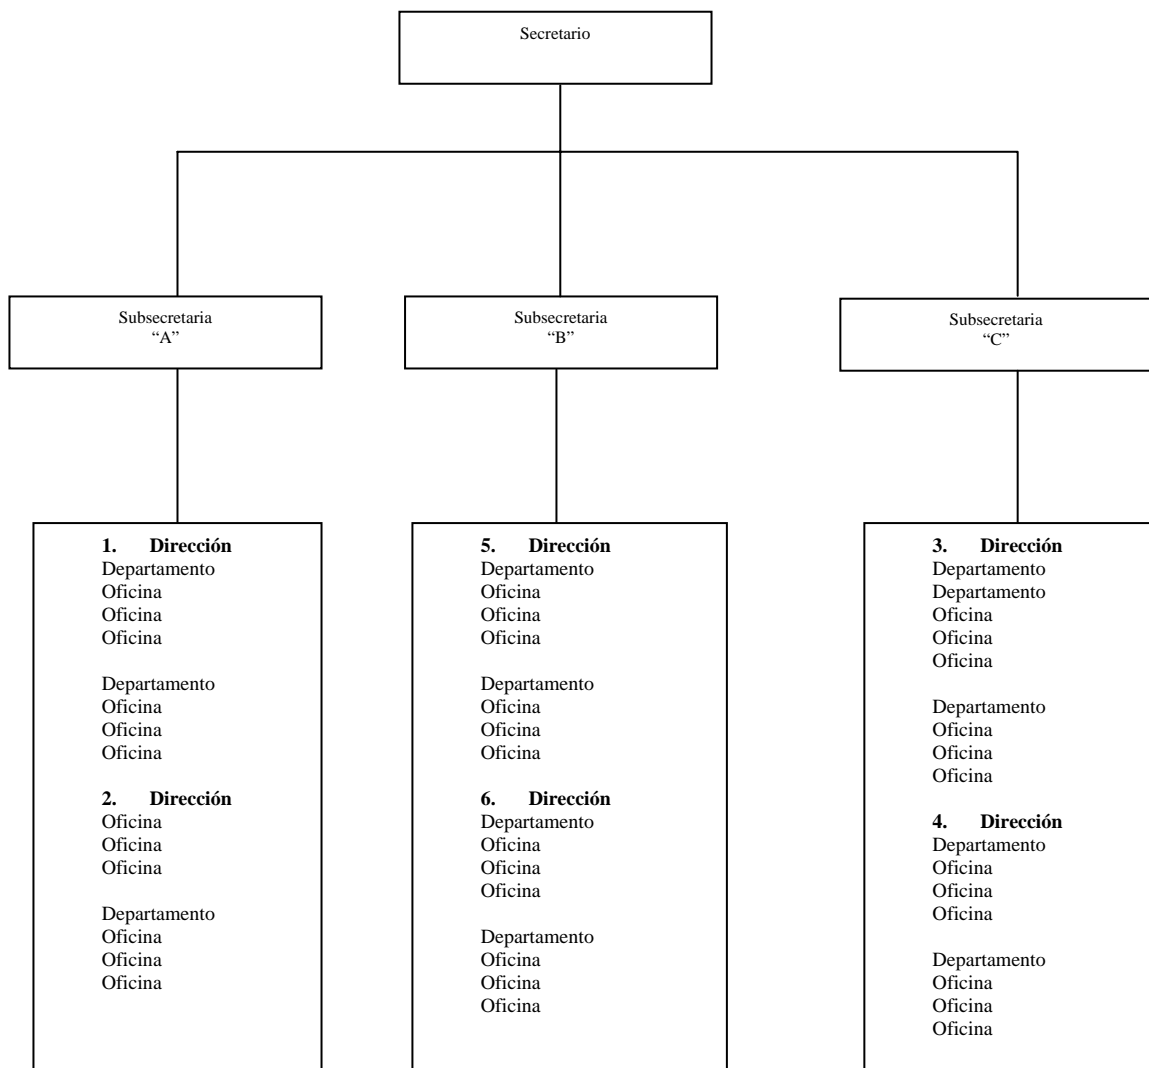 Secretario
Subsecretaria
“A”
Subsecretaria
“B”
Subsecretaria
“C”
1. Dirección
Departamento
Oficina
Oficina
Oficina
Departamento
Oficina
Oficina
Oficina
2. Dirección
Oficina
Oficina
Oficina
Departamento
Oficina
Oficina
Oficina
5. Dirección
Departamento
Oficina
Oficina
Oficina
Departamento
Oficina
Oficina
Oficina
6. Dirección
Departamento
Oficina
Oficina
Oficina
Departamento
Oficina
Oficina
Oficina
3. Dirección
Departamento
Departamento
Oficina
Oficina
Oficina
Departamento
Oficina
Oficina
Oficina
4. Dirección
Departamento
Oficina
Oficina
Oficina
Departamento
Oficina
Oficina
Oficina